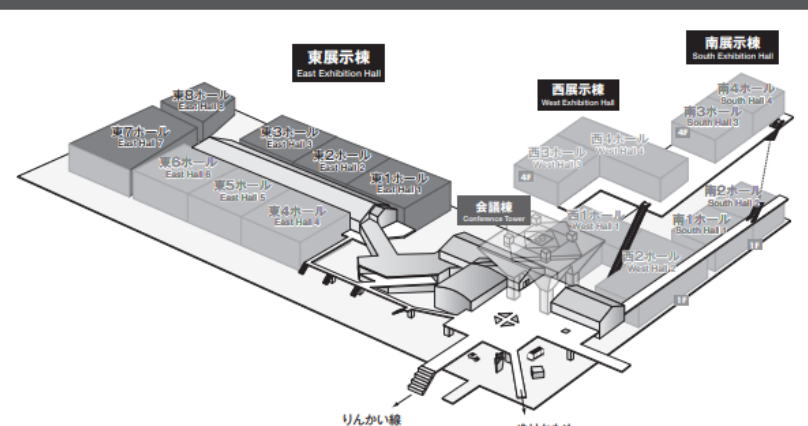 東展示棟
East Exhibition Hall
南展示棟
South Exhibition Hall
西展示棟
West Exhibition Hall
東8ホール
East Hall 8
東7ホール
East Hall 7
東3ホール
East Hall 3
東2ホール
East Hall 2
東1ホール
East Hall 1
東6ホール
East Hall 6
東5ホール
East Hall 5
東4ホール
East Hall 4
南4ホール
South Hall 4
南3ホール
South Hall 3
4F
西4ホール
West Hall 4
西3ホール
West Hall 3
4F
会議棟
Conference Tower
南2ホール
South Hall 2
南1ホール
South Hall 1
1F
西1ホール
West Hall 1
西2ホール
West Hall 2
1F
りんかい線